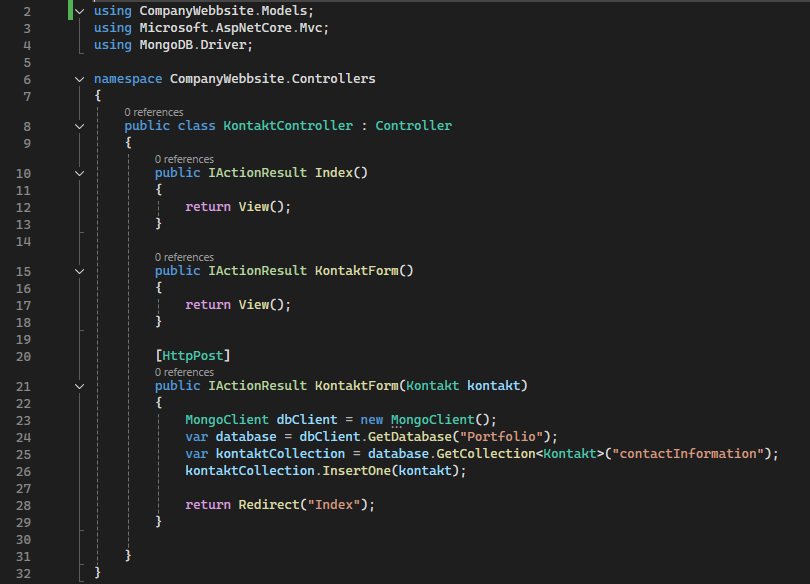 2 using CompanyWebbsite.Models;
3 using Microsoft.AspNetCore.Mvc;
4 using MongoDB.Driver;
5
6 namespace CompanyWebbsite.Controllers
7 {
0 references
8 public class KontaktController : Controller
9 {
0 references
10 public IActionResult Index()
11 {
12 return View();
13 }
14
0 references
15 public IActionResult KontaktForm()
16 {
17 return View();
18 }
19
20 [HttpPost]
0 references
21 public IActionResult KontaktForm(Kontakt kontakt)
22 {
23 MongoClient dbClient = new MongoClient();
24 var database = dbClient.GetDatabase("Portfolio");
25 var kontaktCollection = database.GetCollection<Kontakt>("contactInformation");
26 kontaktCollection.InsertOne(kontakt);
27
28 return Redirect("Index");
29 }
30
31 }
32 }